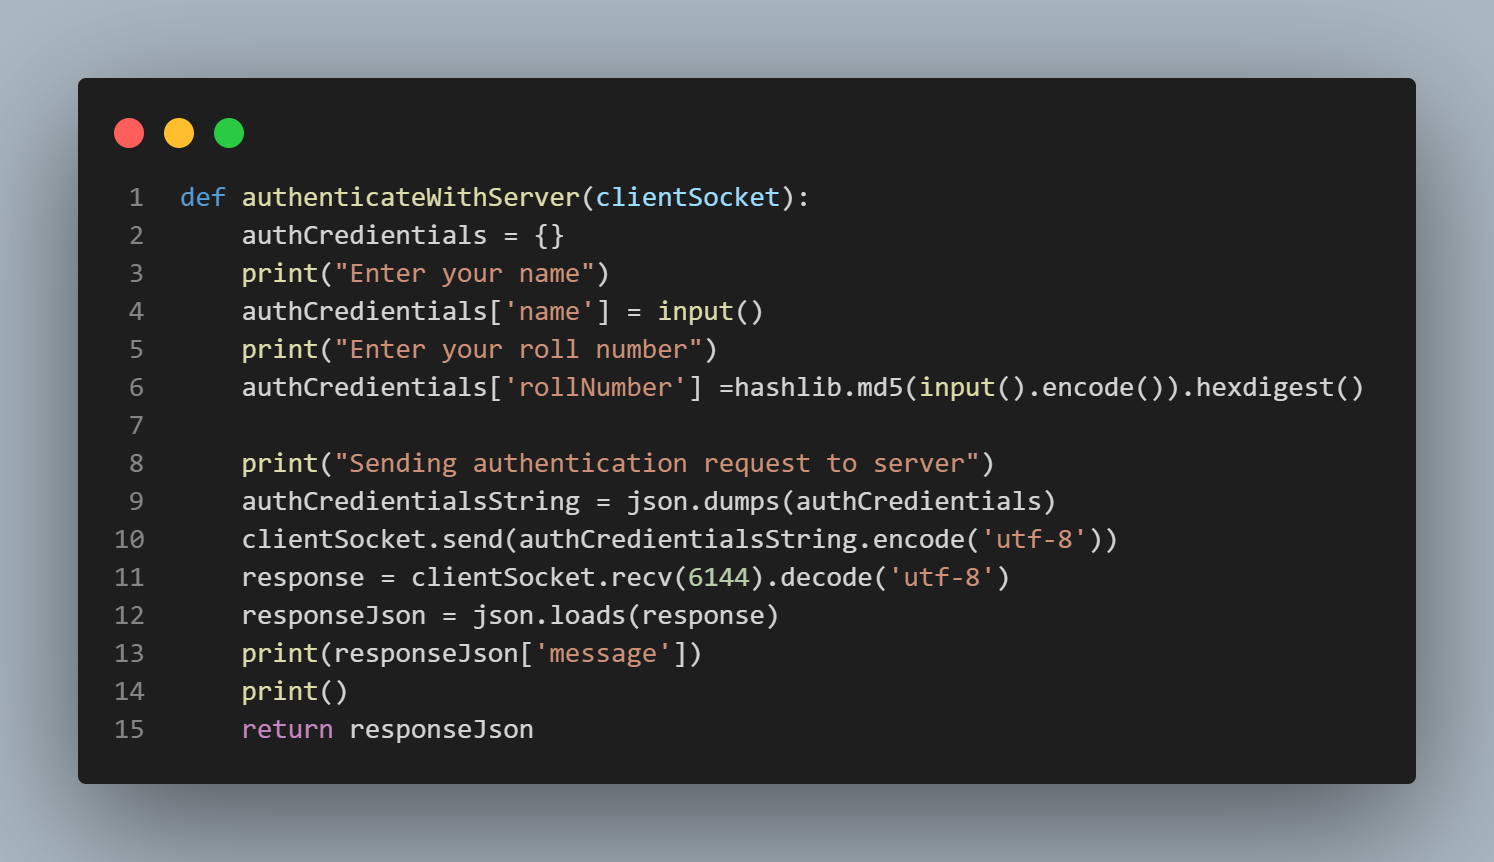 1 def authenticateWithServer(clientSocket):
2     authCredientials = {}
3     print("Enter your name")
4     authCredientials['name'] = input()
5     print("Enter your roll number")
6     authCredientials['rollNumber'] =hashlib.md5(input().encode()).hexdigest()
7
8     print("Sending authentication request to server")
9     authCredientialsString = json.dumps(authCredientials)
10     clientSocket.send(authCredientialsString.encode('utf-8'))
11     response = clientSocket.recv(6144).decode('utf-8')
12     responseJson = json.loads(response)
13     print(responseJson['message'])
14     print()
15     return responseJson